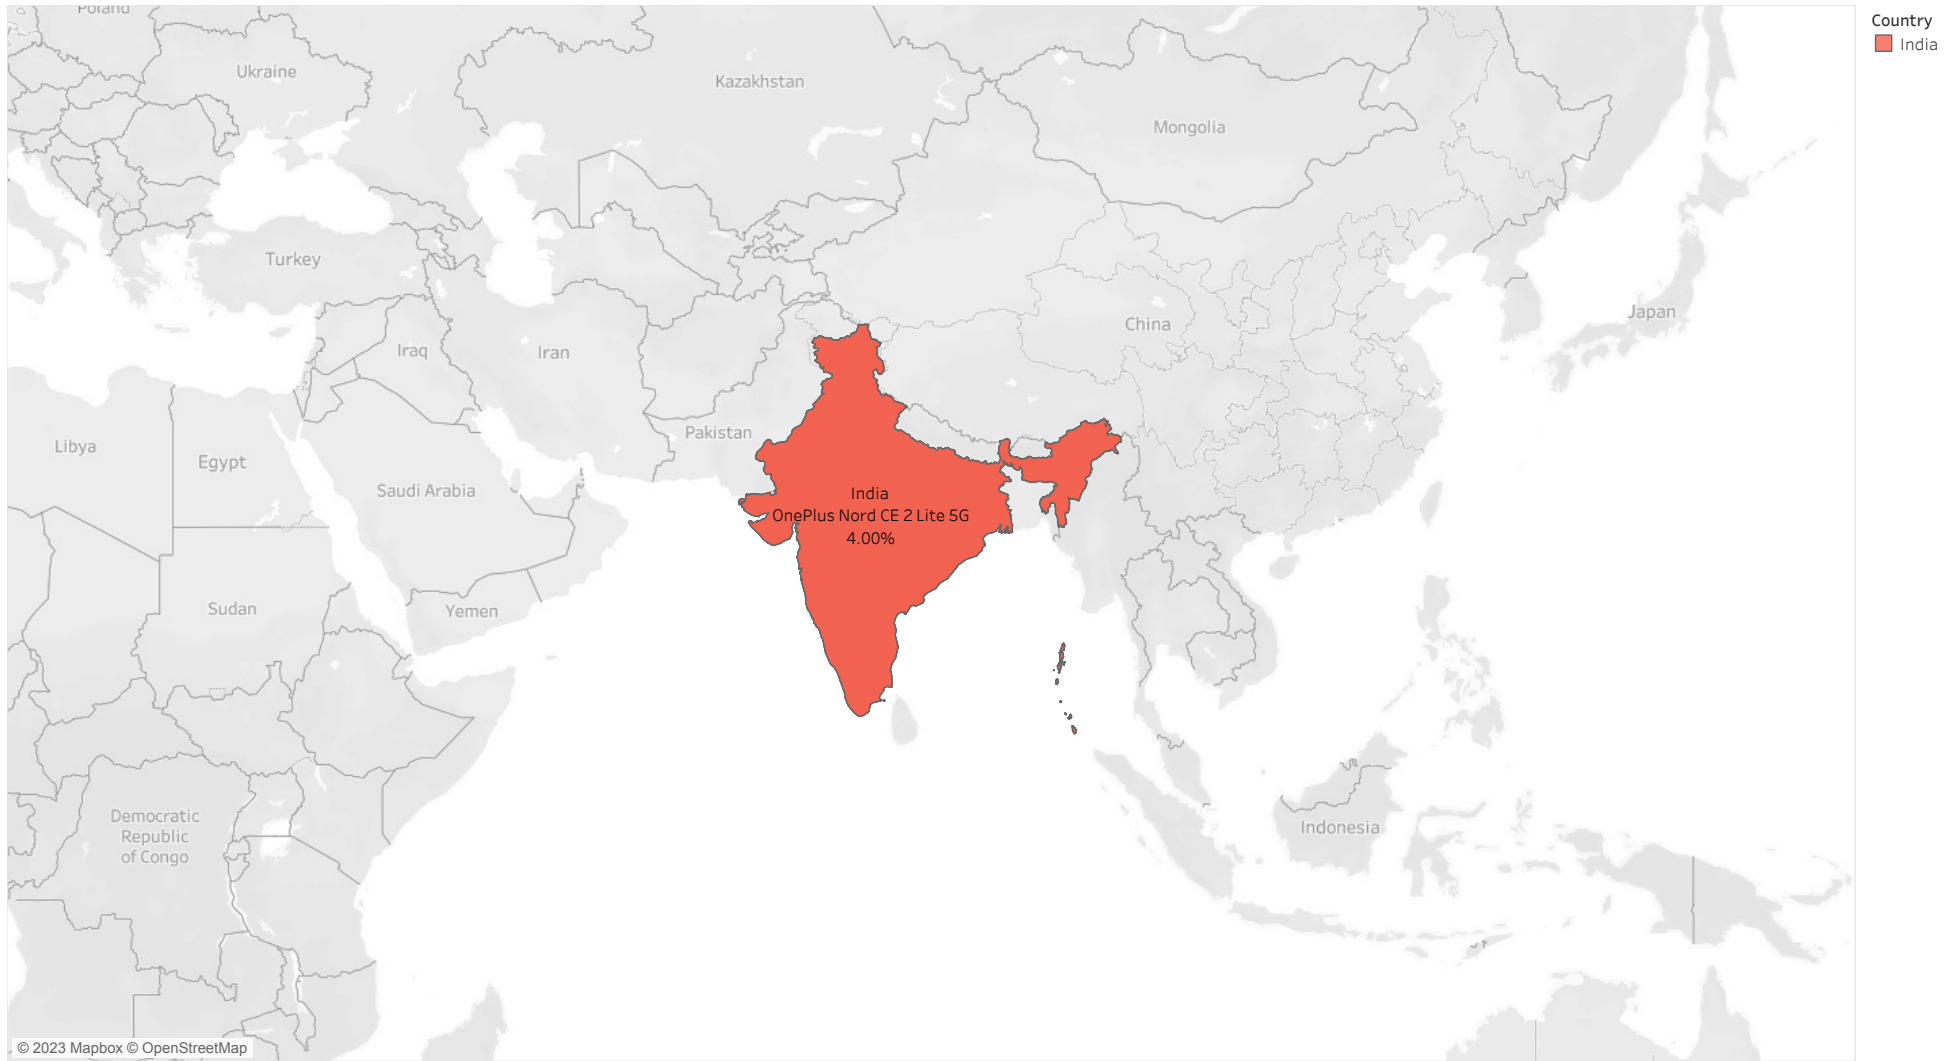 Poland
Ukraine
Kazakhstan
Mongolia
Turkey
Iraq
Iran
China
Japan
Pakistan
Libya
Egypt
Saudi Arabia
India
OnePlus Nord CE 2 Lite 5G
4.00%
Sudan
Yemen
Democratic
Republic
of Congo
Indonesia
© 2023 Mapbox © OpenStreetMap
Country
India